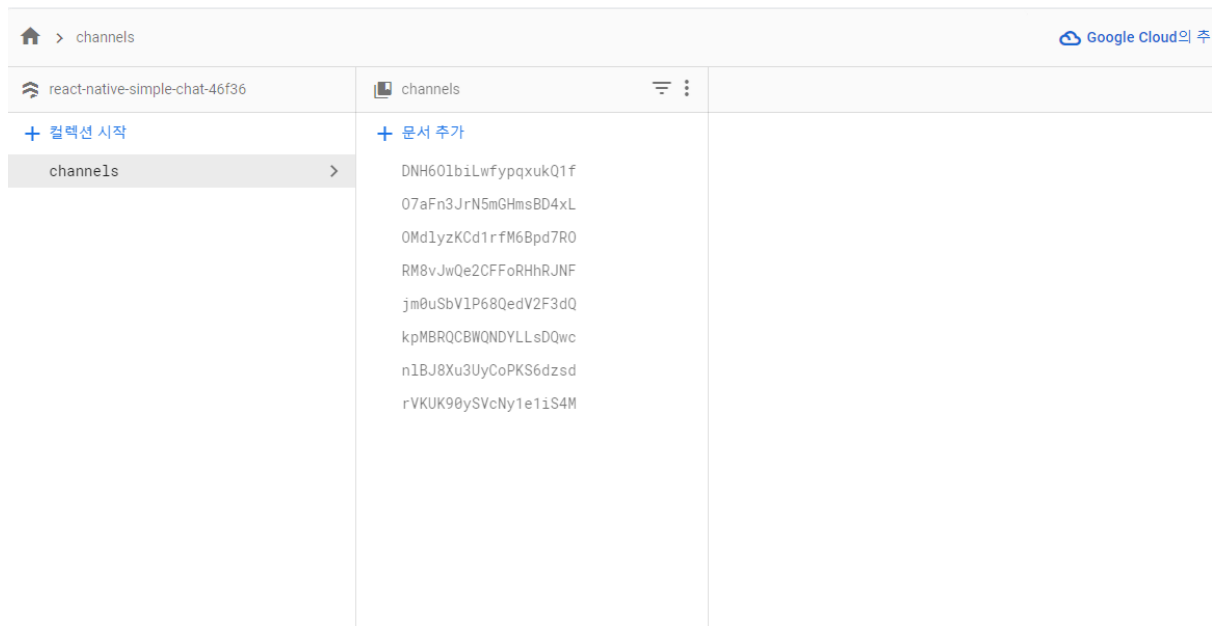 channels
Google Cloud의 추
react-native-simple-chat-46f36
channels
컬렉션 시작
문서 추가
channels
DNH6OlbiLwfypqxukQ1f
O7aFn3JrN5mGHmsBD4xL
OMdlyzKCd1rfM6Bpd7RO
RM8vJwQe2CFFoRHhRJNF
jm0uSbVlP68QedV2F3dQ
kpMBRQCBWQNDYLLsDQwc
nlBJ8Xu3UyCoPKS6dzsd
rVKUK90ySVcNy1e1iS4M